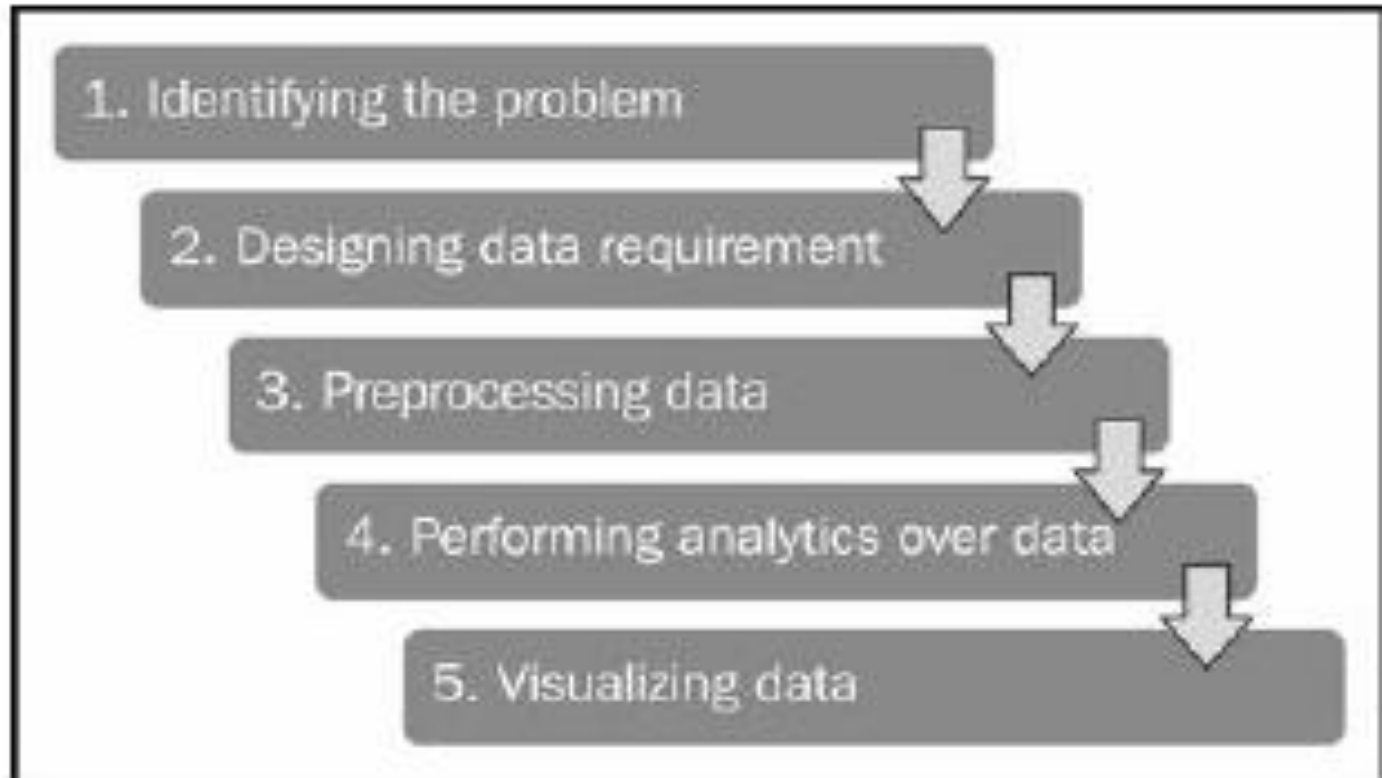 1. Identifying the problem
2. Designing data requirement
3. Preprocessing data
4. Performing analytics over data
5. Visualizing data